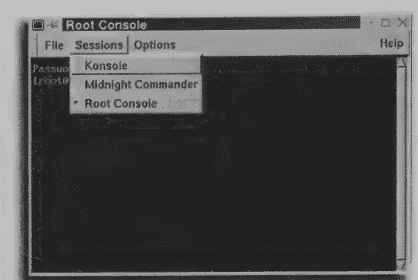 Root Console
File Sessions Options Help
Konsole
Midnight Commander
Root Console